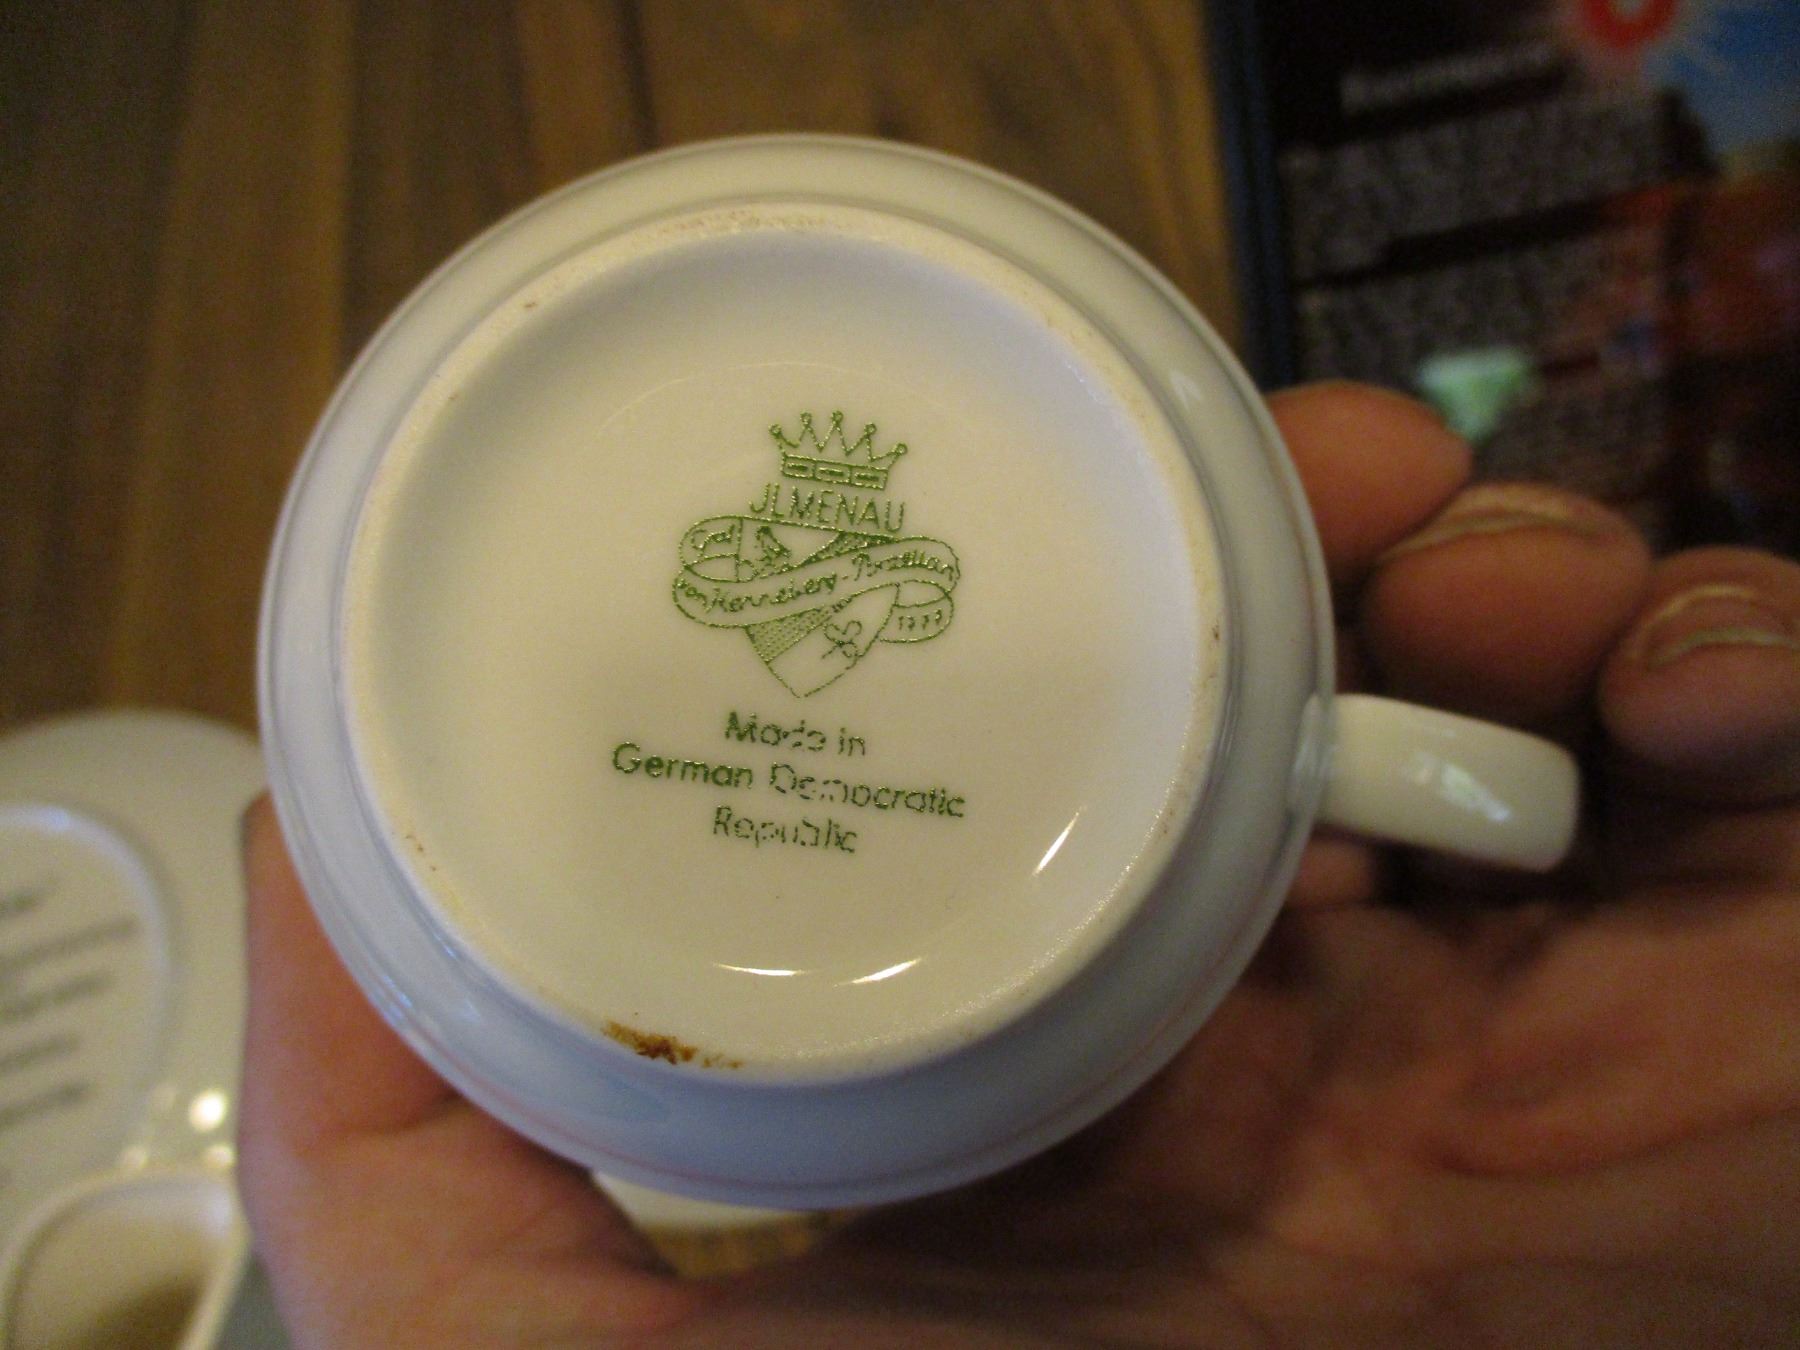 JLMENAU
Graf
von Henneberg-Porzellan
1777
Made in
German Democratic
Republic